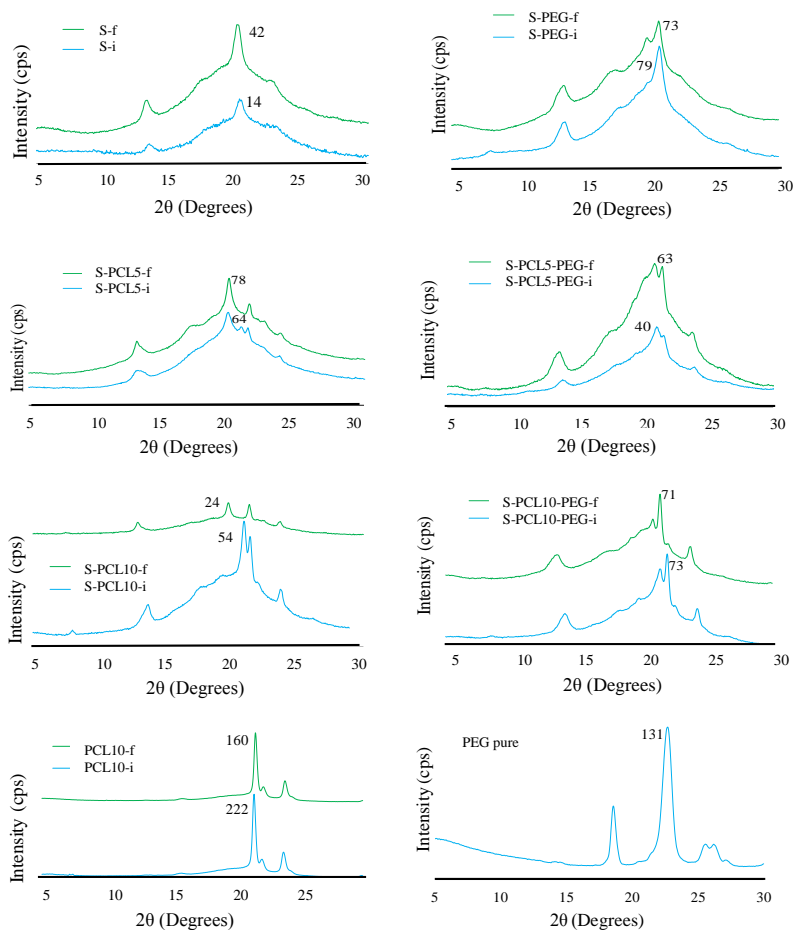 S-f
S-i
42
14
Intensity (cps)
5 10 15 20 25 30
2θ (Degrees)
S-PEG-f
S-PEG-i
73
79
Intensity (cps)
5 10 15 20 25 30
2θ (Degrees)
S-PCL5-f
S-PCL5-i
78
64
Intensity (cps)
5 10 15 20 25 30
2θ (Degrees)
S-PCL5-PEG-f
S-PCL5-PEG-i
63
40
Intensity (cps)
5 10 15 20 25 30
2θ (Degrees)
24
54
S-PCL10-f
S-PCL10-i
Intensity (cps)
5 10 15 20 25 30
2θ (Degrees)
S-PCL10-PEG-f
S-PCL10-PEG-i
71
73
Intensity (cps)
5 10 15 20 25 30
2θ (Degrees)
PCL10-f
PCL10-i
160
222
Intensity (cps)
5 10 15 20 25 30
2θ (Degrees)
PEG pure
131
Intensity (cps)
5 10 15 20 25 30
2θ (Degrees)